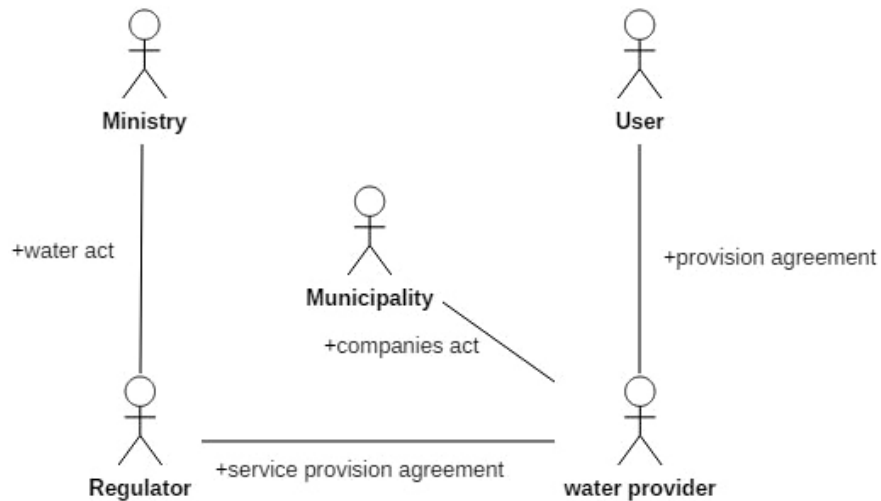 Ministry
User
+water act
+provision agreement
Municipality
+companies act
+service provision agreement
Regulator
water provider